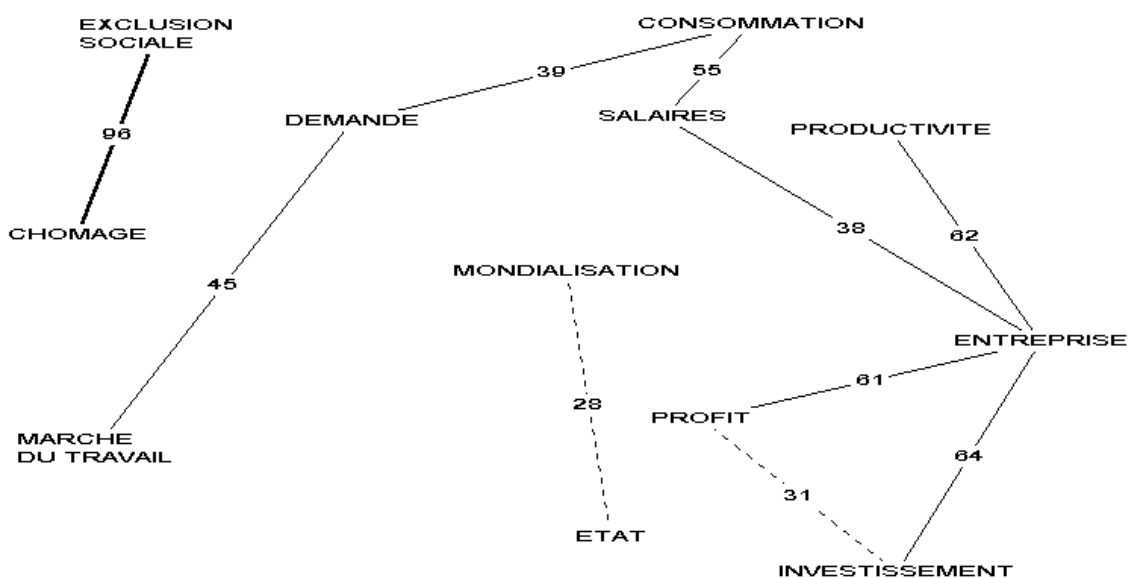 EXCLUSION
SOCIALE
CONSOMMATION
39
55
DEMANDE
SALAIRES
PRODUCTIVITE
96
CHOMAGE
38
62
45
MONDIALISATION
ENTREPRISE
61
28
PROFIT
MARCHE
DU TRAVAIL
64
31
ETAT
INVESTISSEMENT